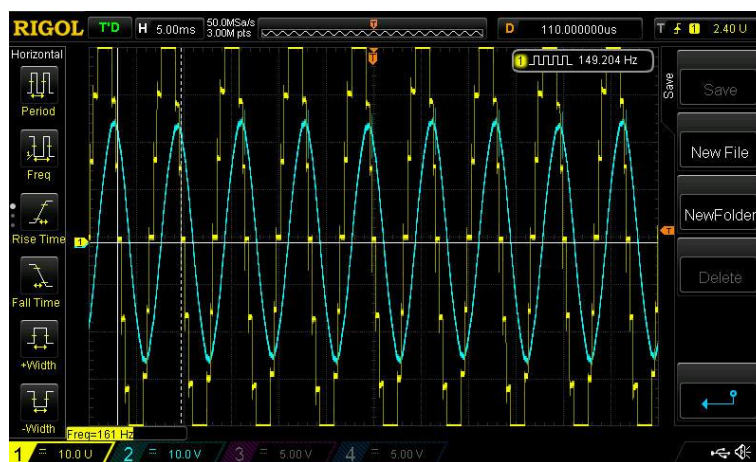 RIGOL T'D H 5.00ms 50.0MSa/s 3.00M pts D 110.000000us T 1 2.40 U
Horizontal
1 149.204 Hz
Save
Save
Period
New File
Freq
NewFolder
Rise Time
1
T
Delete
Fall Time
+Width
-Width
Freq=161 Hz
1 = 10.0 U 2 = 10.0 V 3 = 5.00 V 4 = 5.00 V